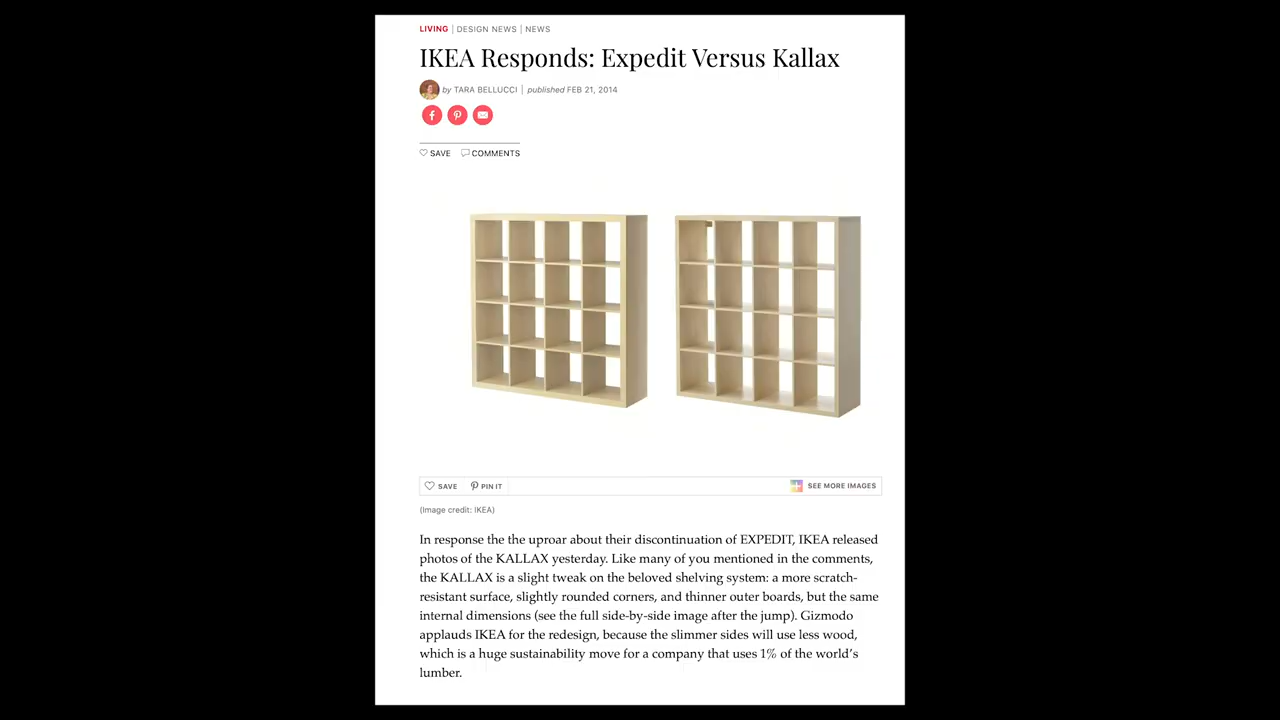 LIVING | DESIGN NEWS | NEWS
IKEA Responds: Expedit Versus Kallax
by TARA BELLUCCI | published FEB 21, 2014
SAVE COMMENTS
SAVE PIN IT SEE MORE IMAGES
(Image credit: IKEA)
In response the the uproar about their discontinuation of EXPEDIT, IKEA released
photos of the KALLAX yesterday. Like many of you mentioned in the comments,
the KALLAX is a slight tweak on the beloved shelving system: a more scratch-
resistant surface, slightly rounded corners, and thinner outer boards, but the same
internal dimensions (see the full side-by-side image after the jump). Gizmodo
applauds IKEA for the redesign, because the slimmer sides will use less wood,
which is a huge sustainability move for a company that uses 1% of the world's
lumber.